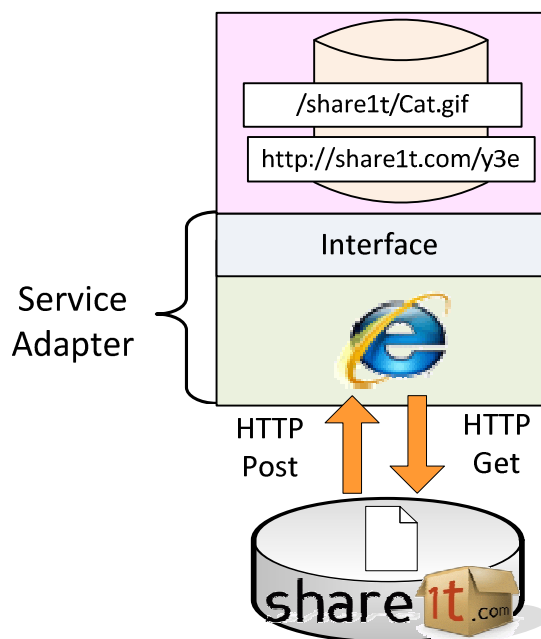 /share1t/Cat.gif
http://share1t.com/y3e
Interface
Service
Adapter
HTTP
Post
HTTP
Get
share1t.com